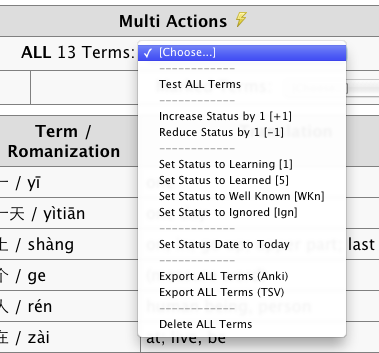 Multi Actions
ALL 13 Terms:
✓ [Choose...]
------------
Test ALL Terms
------------
Increase Status by 1 [+1]
Reduce Status by 1 [−1]
------------
Set Status to Learning [1]
Set Status to Learned [5]
Set Status to Well Known [WKn]
Set Status to Ignored [Ign]
------------
Set Status Date to Today
------------
Export ALL Terms (Anki)
Export ALL Terms (TSV)
------------
Delete ALL Terms
Term /
Romanization
一 / yī
一天 / yìtiān
上 / shàng
last
个 / ge
人 / rén
在 / zài
at, live, be